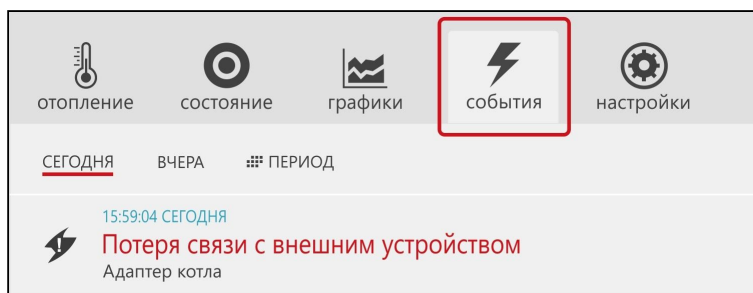 отопление состояние графики события настройки
СЕГОДНЯ ВЧЕРА ПЕРИОД
15:59:04 СЕГОДНЯ
Потеря связи с внешним устройством
Адаптер котла